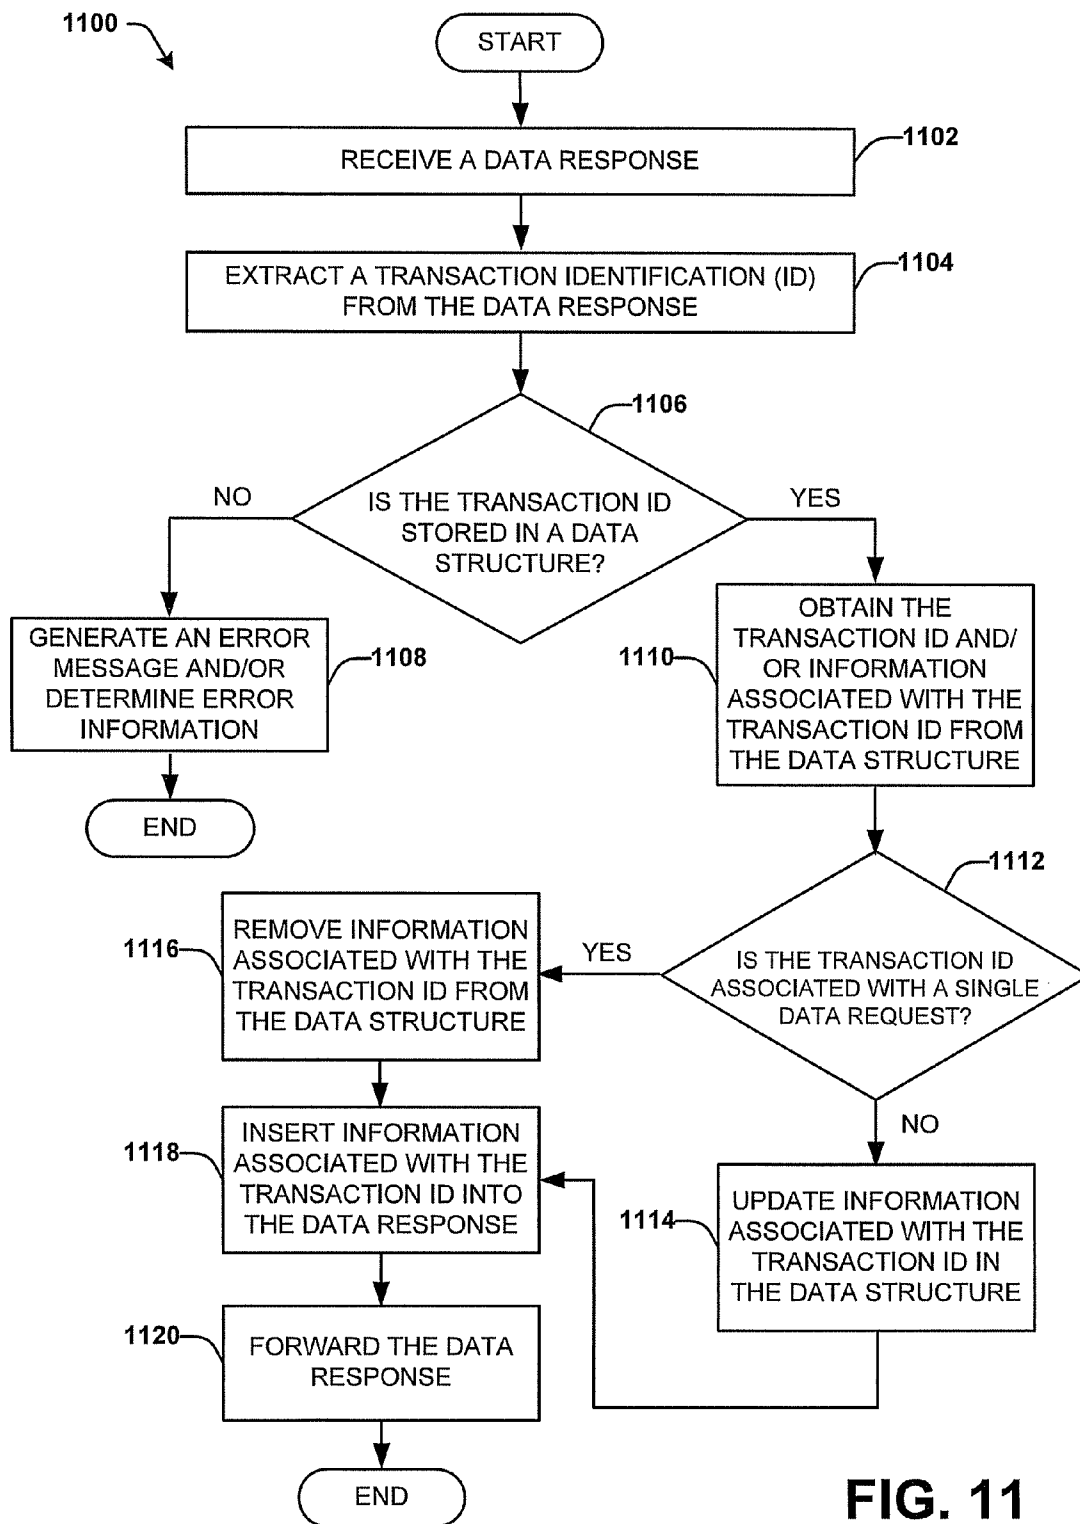 1100
START
RECEIVE A DATA RESPONSE
1102
EXTRACT A TRANSACTION IDENTIFICATION (ID)
FROM THE DATA RESPONSE
1104
1106
IS THE TRANSACTION ID
STORED IN A DATA
STRUCTURE?
NO
YES
GENERATE AN ERROR
MESSAGE AND/OR
DETERMINE ERROR
INFORMATION
1108
END
1110
OBTAIN THE
TRANSACTION ID AND/
OR INFORMATION
ASSOCIATED WITH THE
TRANSACTION ID FROM
THE DATA STRUCTURE
1112
IS THE TRANSACTION ID
ASSOCIATED WITH A SINGLE
DATA REQUEST?
YES
NO
1116
REMOVE INFORMATION
ASSOCIATED WITH THE
TRANSACTION ID FROM
THE DATA STRUCTURE
1114
UPDATE INFORMATION
ASSOCIATED WITH THE
TRANSACTION ID IN
THE DATA STRUCTURE
1118
INSERT INFORMATION
ASSOCIATED WITH THE
TRANSACTION ID INTO
THE DATA RESPONSE
1120
FORWARD THE DATA
RESPONSE
END
FIG. 11